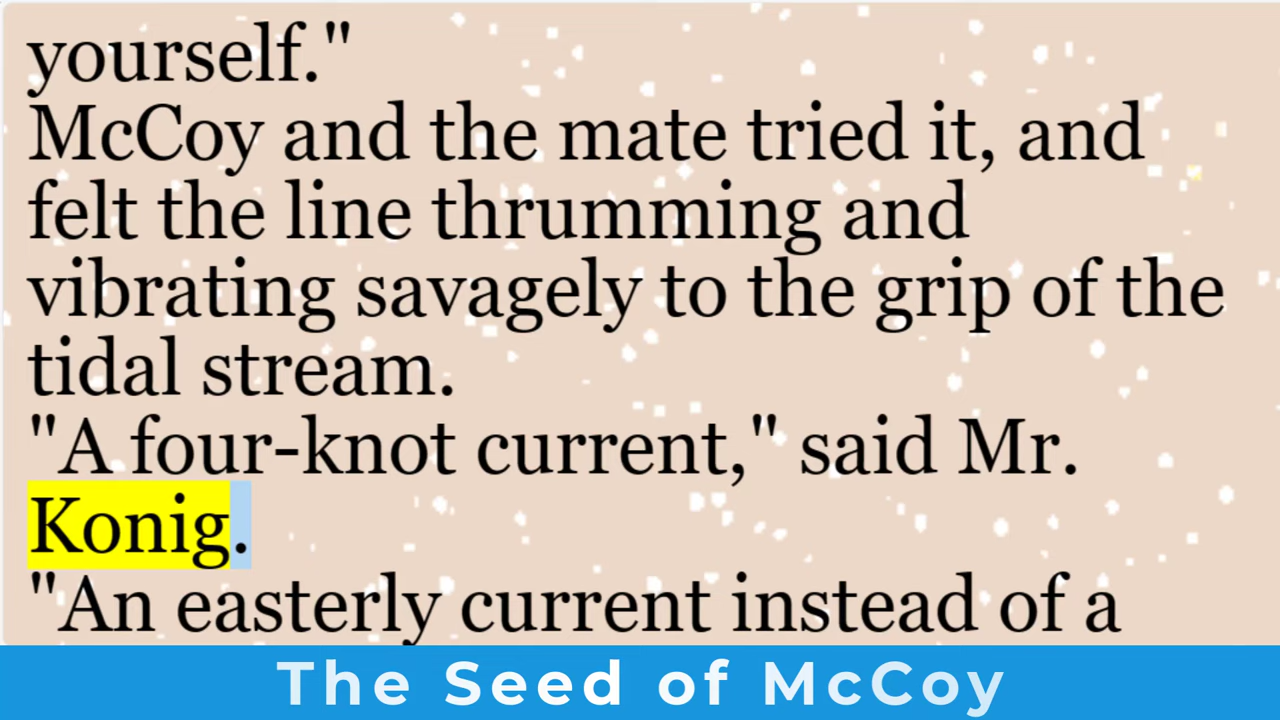 yourself."
McCoy and the mate tried it, and
felt the line thrumming and
vibrating savagely to the grip of the
tidal stream.
"A four-knot current," said Mr.
Konig.
"An easterly current instead of a
The Seed of McCoy